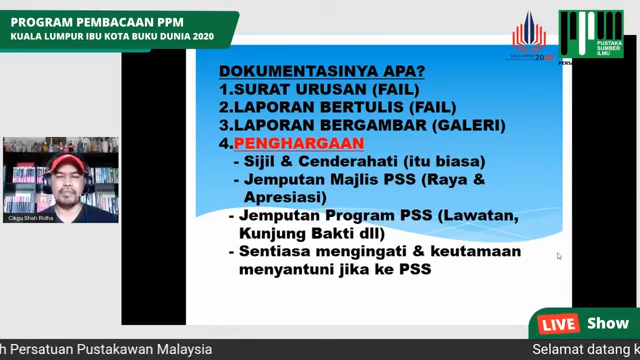 PROGRAM PEMBACAAN PPM
KUALA LUMPUR IBU KOTA BUKU DUNIA 2020
2020
PUSTAKA
SUMBER
ILMU
DOKUMENTASINYA APA?
1.SURAT URUSAN (FAIL)
2.LAPORAN BERTULIS (FAIL)
3.LAPORAN BERGAMBAR (GALERI)
4.PENGHARGAAN
- Sijil & Cenderahati (itu biasa)
- Jemputan Majlis PSS (Raya &
Apresiasi)
- Jemputan Program PSS (Lawatan,
Kunjung Bakti dll)
- Sentiasa mengingati & keutamaan
menyantuni jika ke PSS
Cikgu Shah Ridha
LIVE Show
h Persatuan Pustakawan Malaysia
Selamat datang k